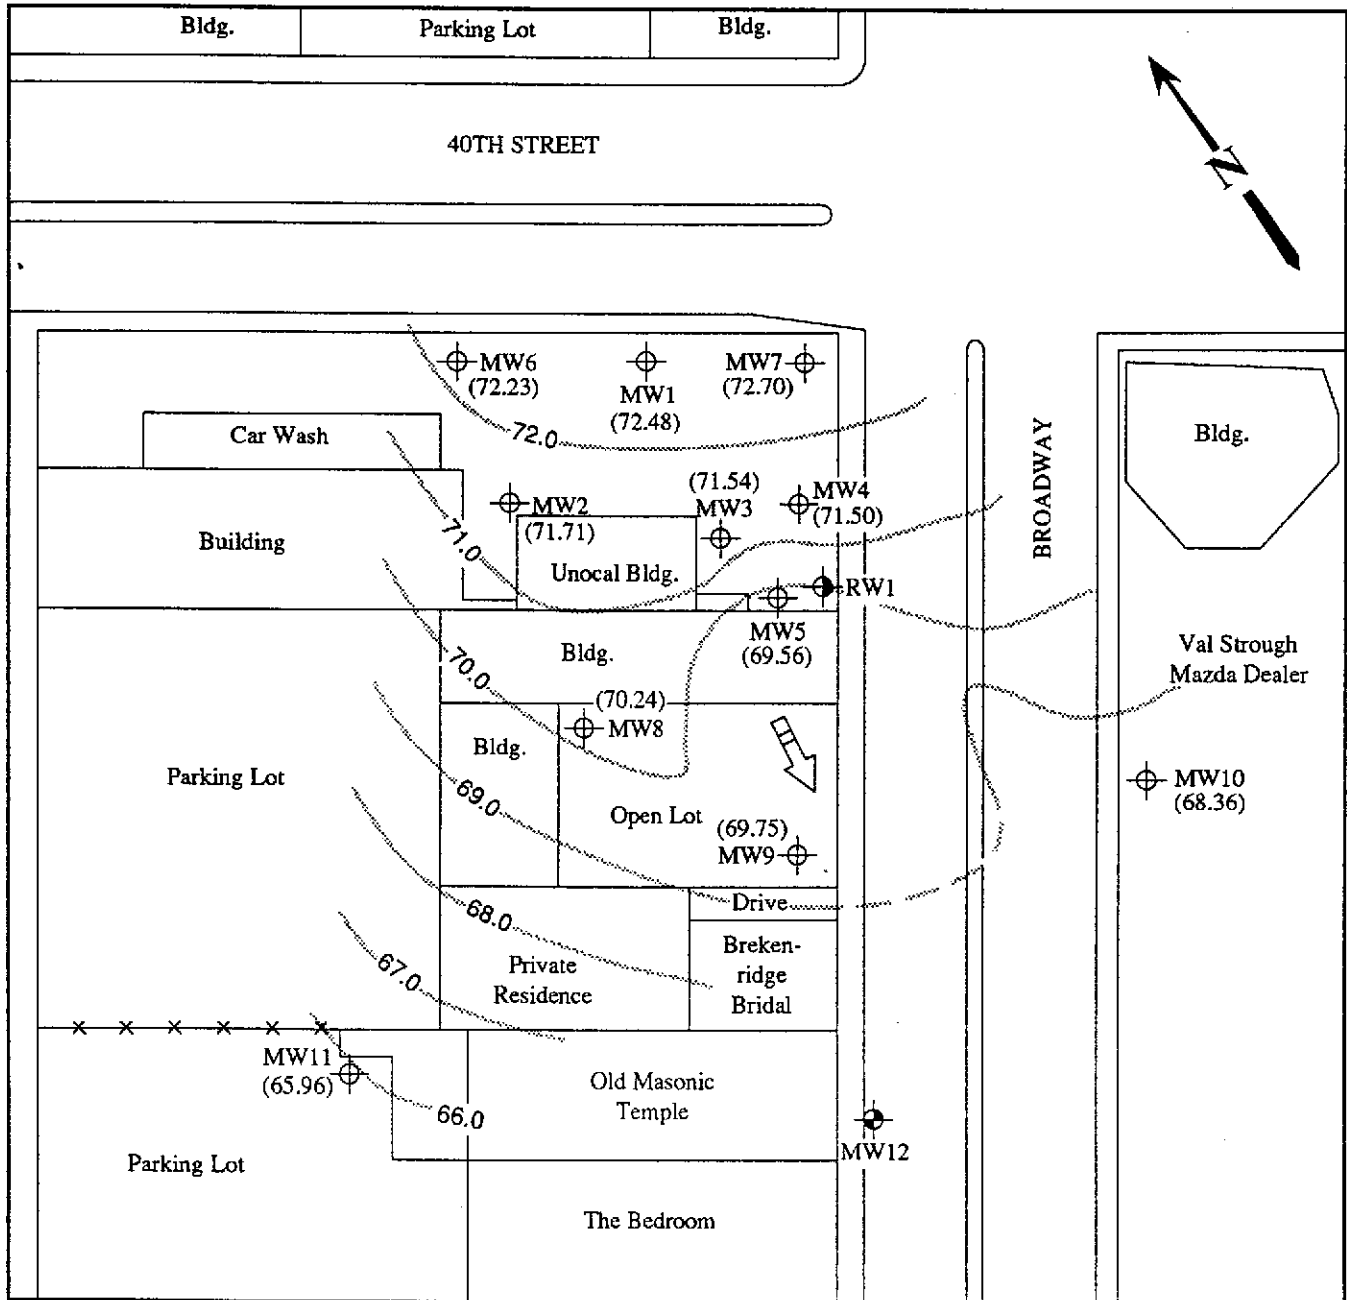 Bldg.
Parking Lot
Bldg.
40TH STREET
N
MW6
(72.23)
MW1
(72.48)
MW7
(72.70)
72.0
Car Wash
Bldg.
BROADWAY
MW2
(71.71)
(71.54)
MW3
MW4
(71.50)
71.0
Building
Unocal Bldg.
RW1
MW5
(69.56)
Bldg.
70.0
Val Strough
Mazda Dealer
(70.24)
MW8
Bldg.
Parking Lot
69.0
Open Lot
(69.75)
MW9
MW10
(68.36)
Drive
68.0
Breken-
ridge
Bridal
Private
Residence
67.0
MW11
(65.96)
66.0
Old Masonic
Temple
MW12
Parking Lot
The Bedroom